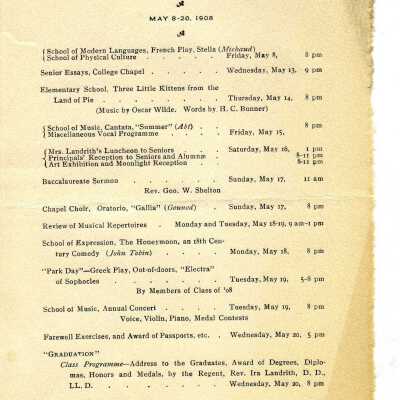 MAY 8-20, 1908
{School of Modern Languages, French Play, Stella (Michaud)
{School of Physical Culture . . . . . Friday, May 8, 8 pm
Senior Essays, College Chapel . . . . Wednesday, May 13, 9 pm
Elementary School, Three Little Kittens from the
Land of Pie . . . . . Thursday, May 14, 8 pm
(Music by Oscar Wilde. Words by H. C. Bunner)
{School of Music, Cantata, "Summer" (Abt) . .
{Miscellaneous Vocal Programme . . . Friday, May 15, 8 pm
{Mrs. Landrith's Luncheon to Seniors . . Saturday, May 16, 1 pm
{Principals' Reception to Seniors and Alumnæ . 8-11 pm
{Art Exhibition and Moonlight Reception . . 8-11 pm
Baccalaureate Sermon . . . . Sunday, May 17, 11 am
Rev. Geo. W. Shelton
Chapel Choir, Oratorio, "Gallia" (Gounod) . Sunday, May 17, 8 pm
Review of Musical Repertoires . Monday and Tuesday, May 18-19, 9 am-1 pm
School of Expression, The Honeymoon, an 18th Cen-
tury Comedy (John Tobin) . . . . Monday, May 18, 8 pm
"Park Day"—Greek Play, Out-of-doors, "Electra"
of Sophocles . . . . . Tuesday, May 19, 5-8 pm
By Members of Class of '08
School of Music, Annual Concert . . . Tuesday, May 19, 8 pm
Voice, Violin, Piano, Medal Contests
Farewell Exercises, and Award of Passports, etc. . Wednesday, May 20, 5 pm
"GRADUATION"
Class Programme—Address to the Graduates, Award of Degrees, Diplo-
mas, Honors and Medals, by the Regent, Rev. Ira Landrith, D. D.,
LL. D. . . . . . Wednesday, May 20, 8 pm